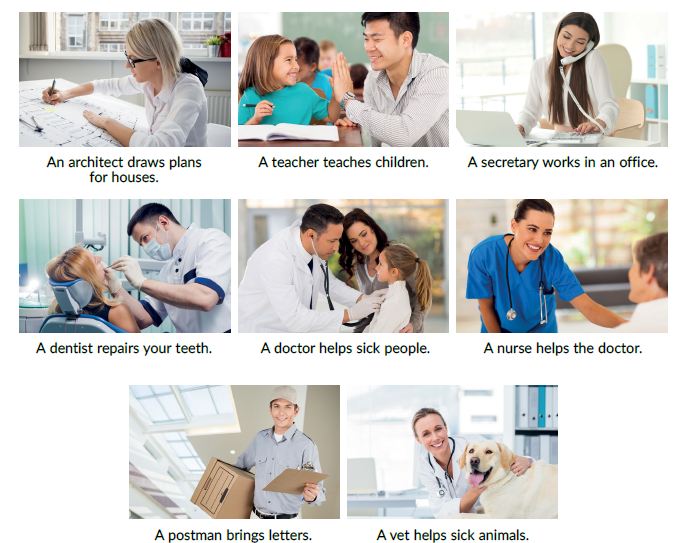 An architect draws plans
for houses.
A teacher teaches children.
A secretary works in an office.
A dentist repairs your teeth.
A doctor helps sick people.
A nurse helps the doctor.
A postman brings letters.
A vet helps sick animals.